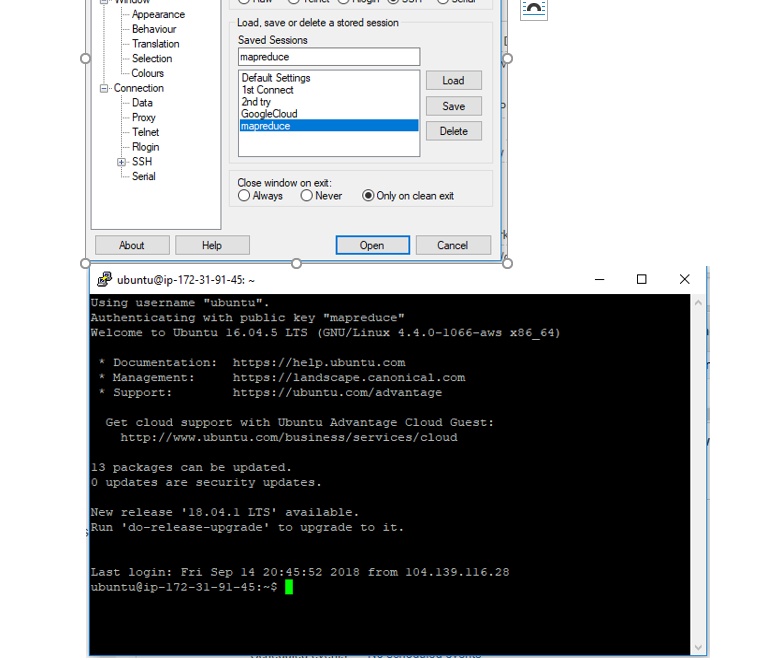 Window
Appearance
Behaviour
Translation
Selection
Colours
Connection
Data
Proxy
Telnet
Rlogin
SSH
Serial
Raw Telnet Rlogin SSH Serial
Load, save or delete a stored session
Saved Sessions
mapreduce
Default Settings
1st Connect
2nd try
GoogleCloud
mapreduce
Load
Save
Delete
Close window on exit:
Always Never Only on clean exit
About Help Open Cancel
ubuntu@ip-172-31-91-45: ~
Using username "ubuntu".
Authenticating with public key "mapreduce"
Welcome to Ubuntu 16.04.5 LTS (GNU/Linux 4.4.0-1066-aws x86_64)
* Documentation: https://help.ubuntu.com
* Management: https://landscape.canonical.com
* Support: https://ubuntu.com/advantage
Get cloud support with Ubuntu Advantage Cloud Guest:
http://www.ubuntu.com/business/services/cloud
13 packages can be updated.
0 updates are security updates.
New release '18.04.1 LTS' available.
Run 'do-release-upgrade' to upgrade to it.
Last login: Fri Sep 14 20:45:52 2018 from 104.139.116.28
ubuntu@ip-172-31-91-45:~$